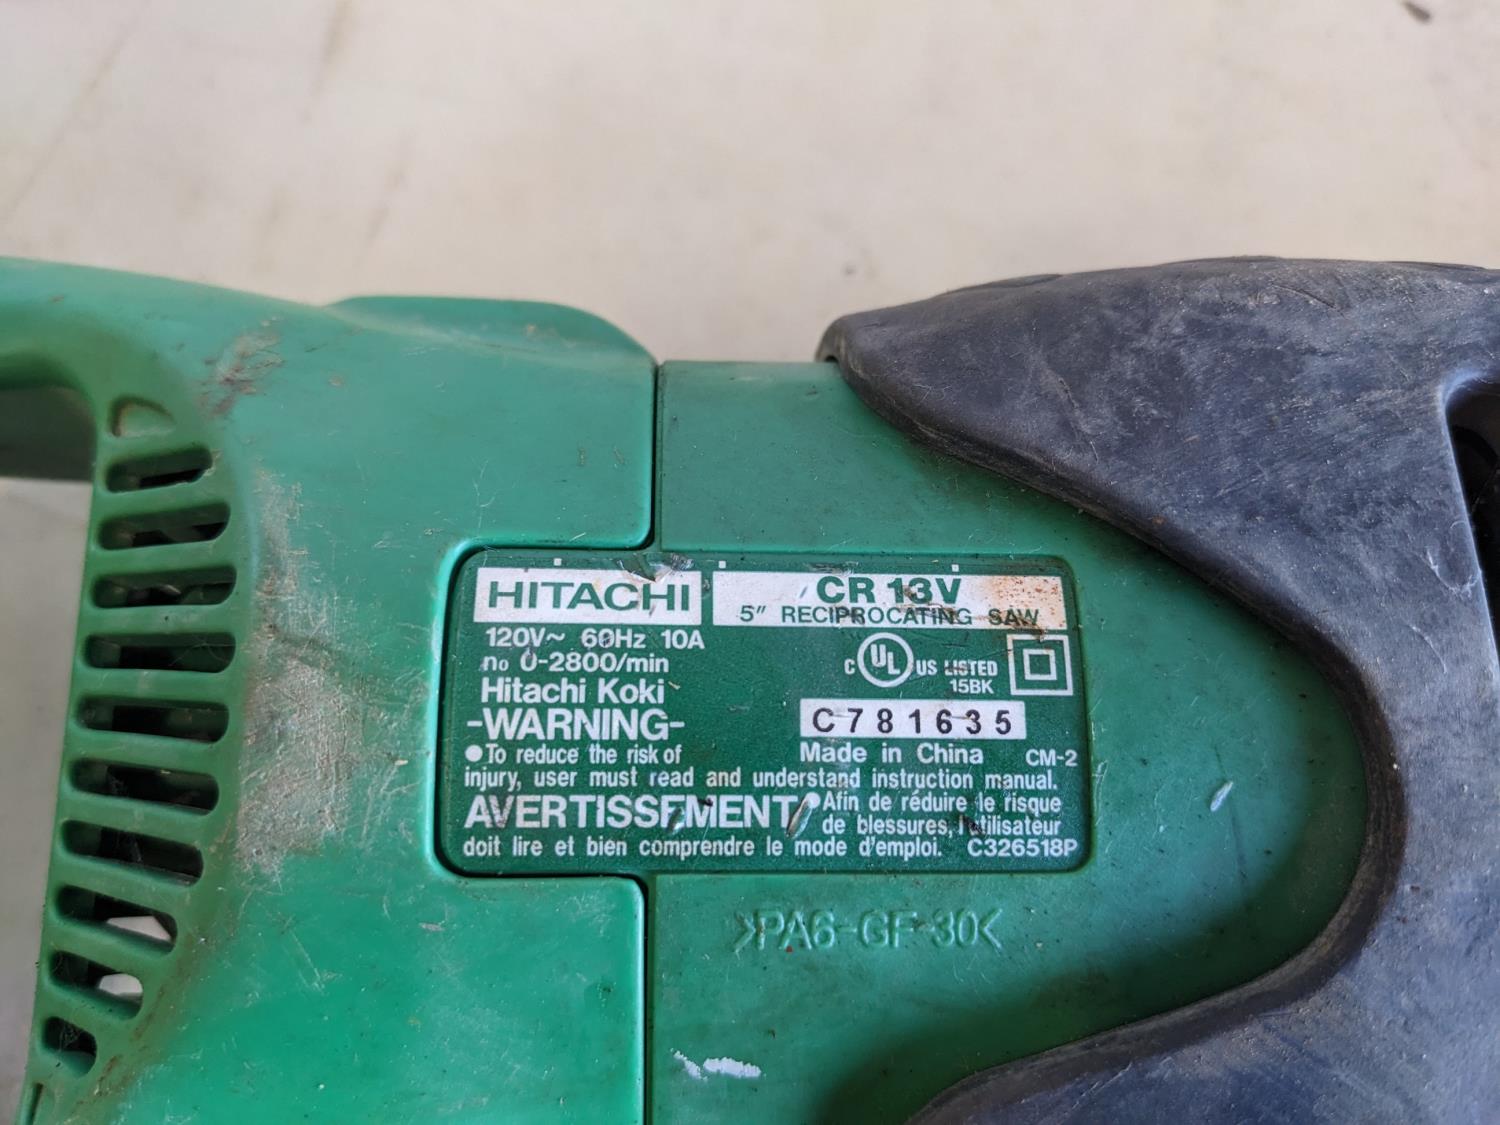 HITACHI
CR 13V
5" RECIPROCATING SAW
120V~ 60Hz 10A
no 0-2800/min
Hitachi Koki
C UL US LISTED
15BK
-WARNING-
C781635
●To reduce the risk of
Made in China CM-2
injury, user must read and understand instruction manual.
AVERTISSEMENT ●Afin de réduire le risque
de blessures, l'utilisateur
doit lire et bien comprendre le mode d'emploi. C326518P
>PA6-GF-30<